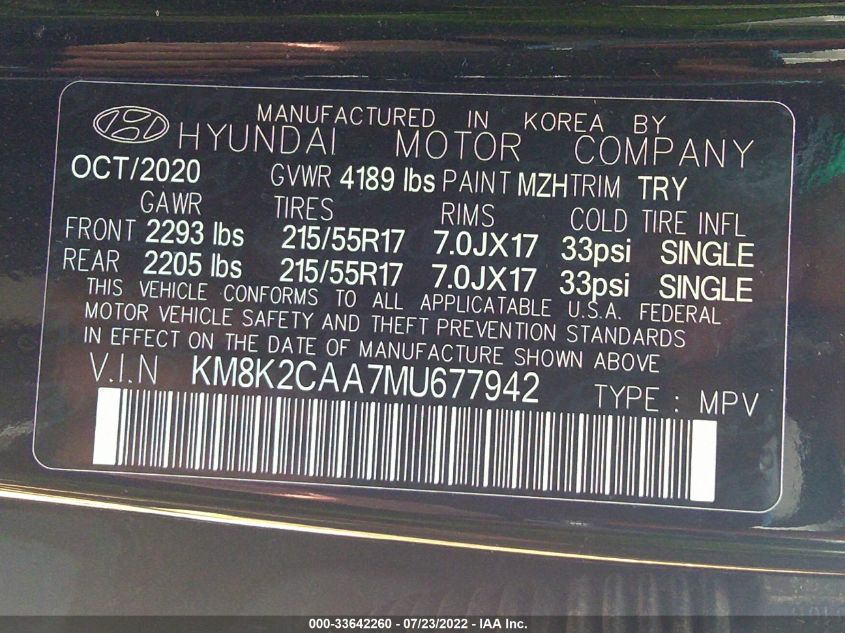 MANUFACTURED IN KOREA BY
HYUNDAI MOTOR COMPANY
OCT/2020 GVWR 4189 lbs PAINT MZH TRIM TRY
GAWR TIRES RIMS COLD TIRE INFL
FRONT 2293 lbs 215/55R17 7.0JX17 33psi SINGLE
REAR 2205 lbs 215/55R17 7.0JX17 33psi SINGLE
THIS VEHICLE CONFORMS TO ALL APPLICATABLE U.S.A. FEDERAL
MOTOR VEHICLE SAFETY AND THEFT PREVENTION STANDARDS
IN EFFECT ON THE DATE OF MANUFACTURE SHOWN ABOVE
V.I.N KM8K2CAA7MU677942 TYPE : MPV
000-33642260 - 07/23/2022 - IAA Inc.